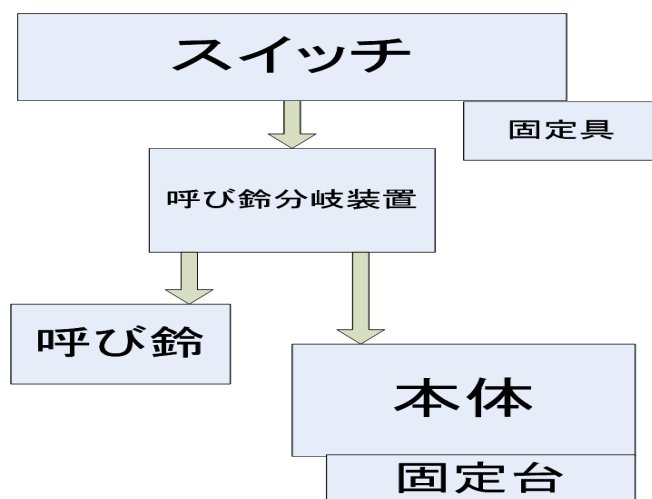 スイッチ
固定具
呼び鈴分岐装置
呼び鈴
本体
固定台